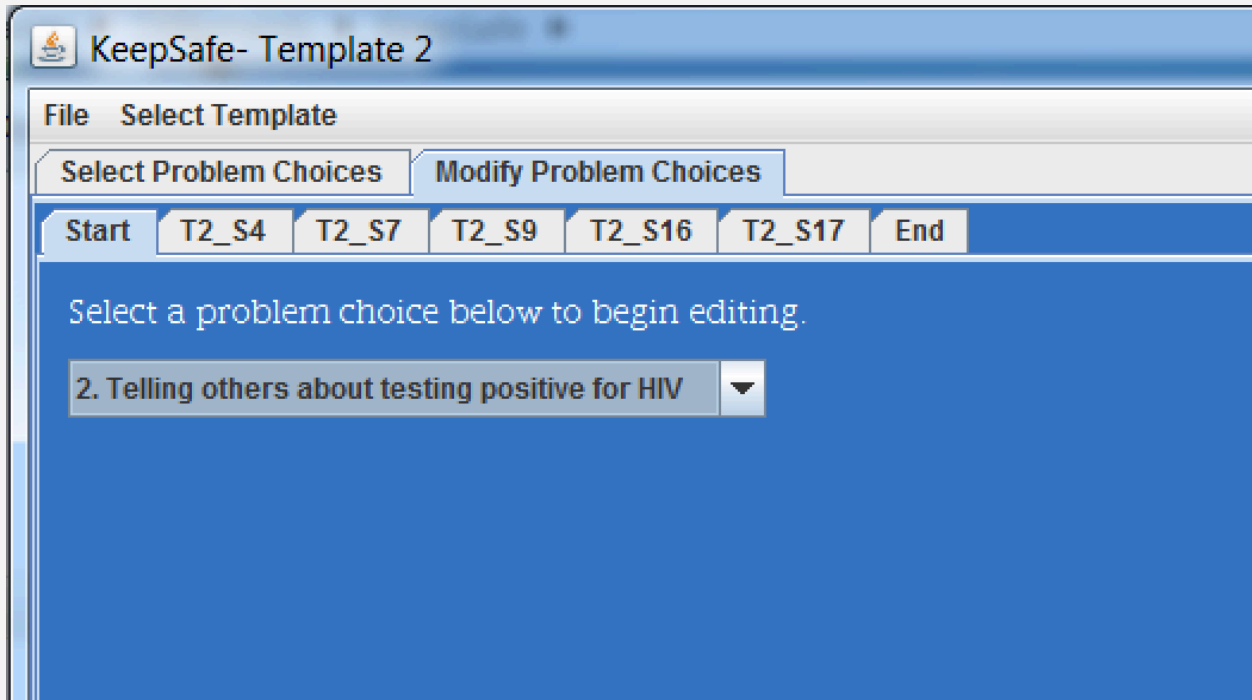 KeepSafe- Template 2
File Select Template
Select Problem Choices Modify Problem Choices
Start T2_S4 T2_S7 T2_S9 T2_S16 T2_S17 End
Select a problem choice below to begin editing.
2. Telling others about testing positive for HIV